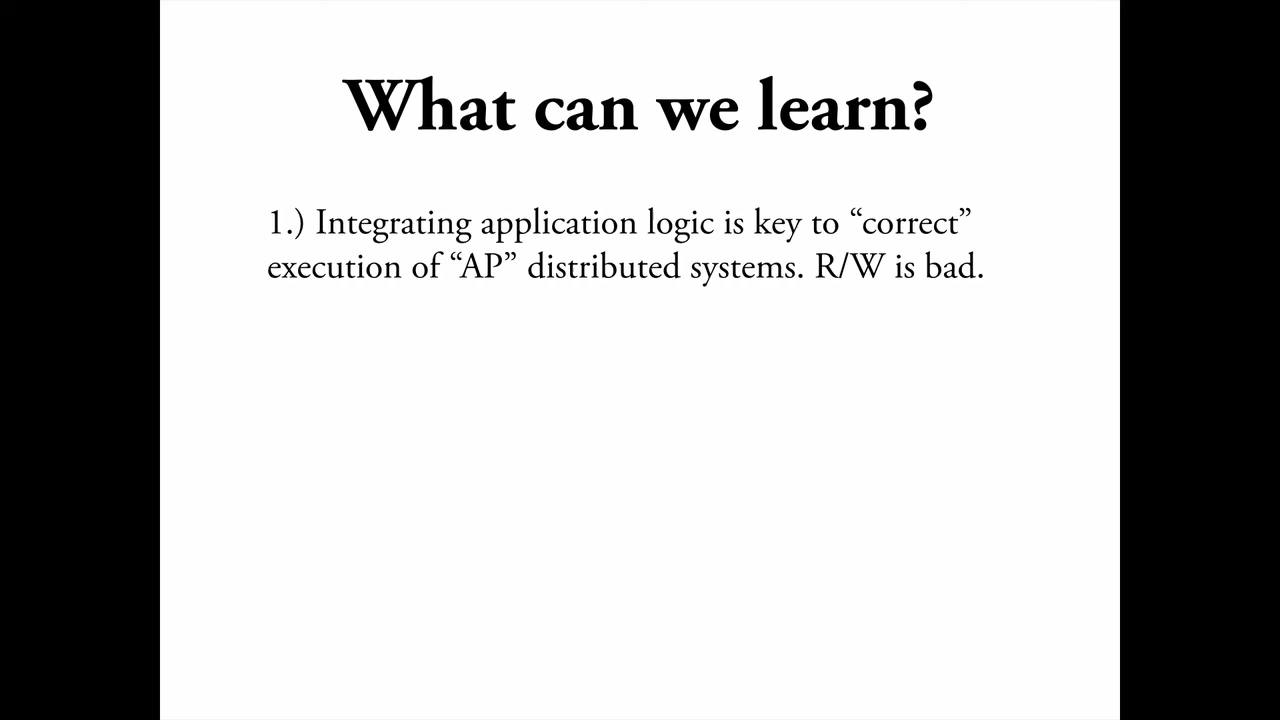 What can we learn?
1.) Integrating application logic is key to “correct”
execution of “AP” distributed systems. R/W is bad.